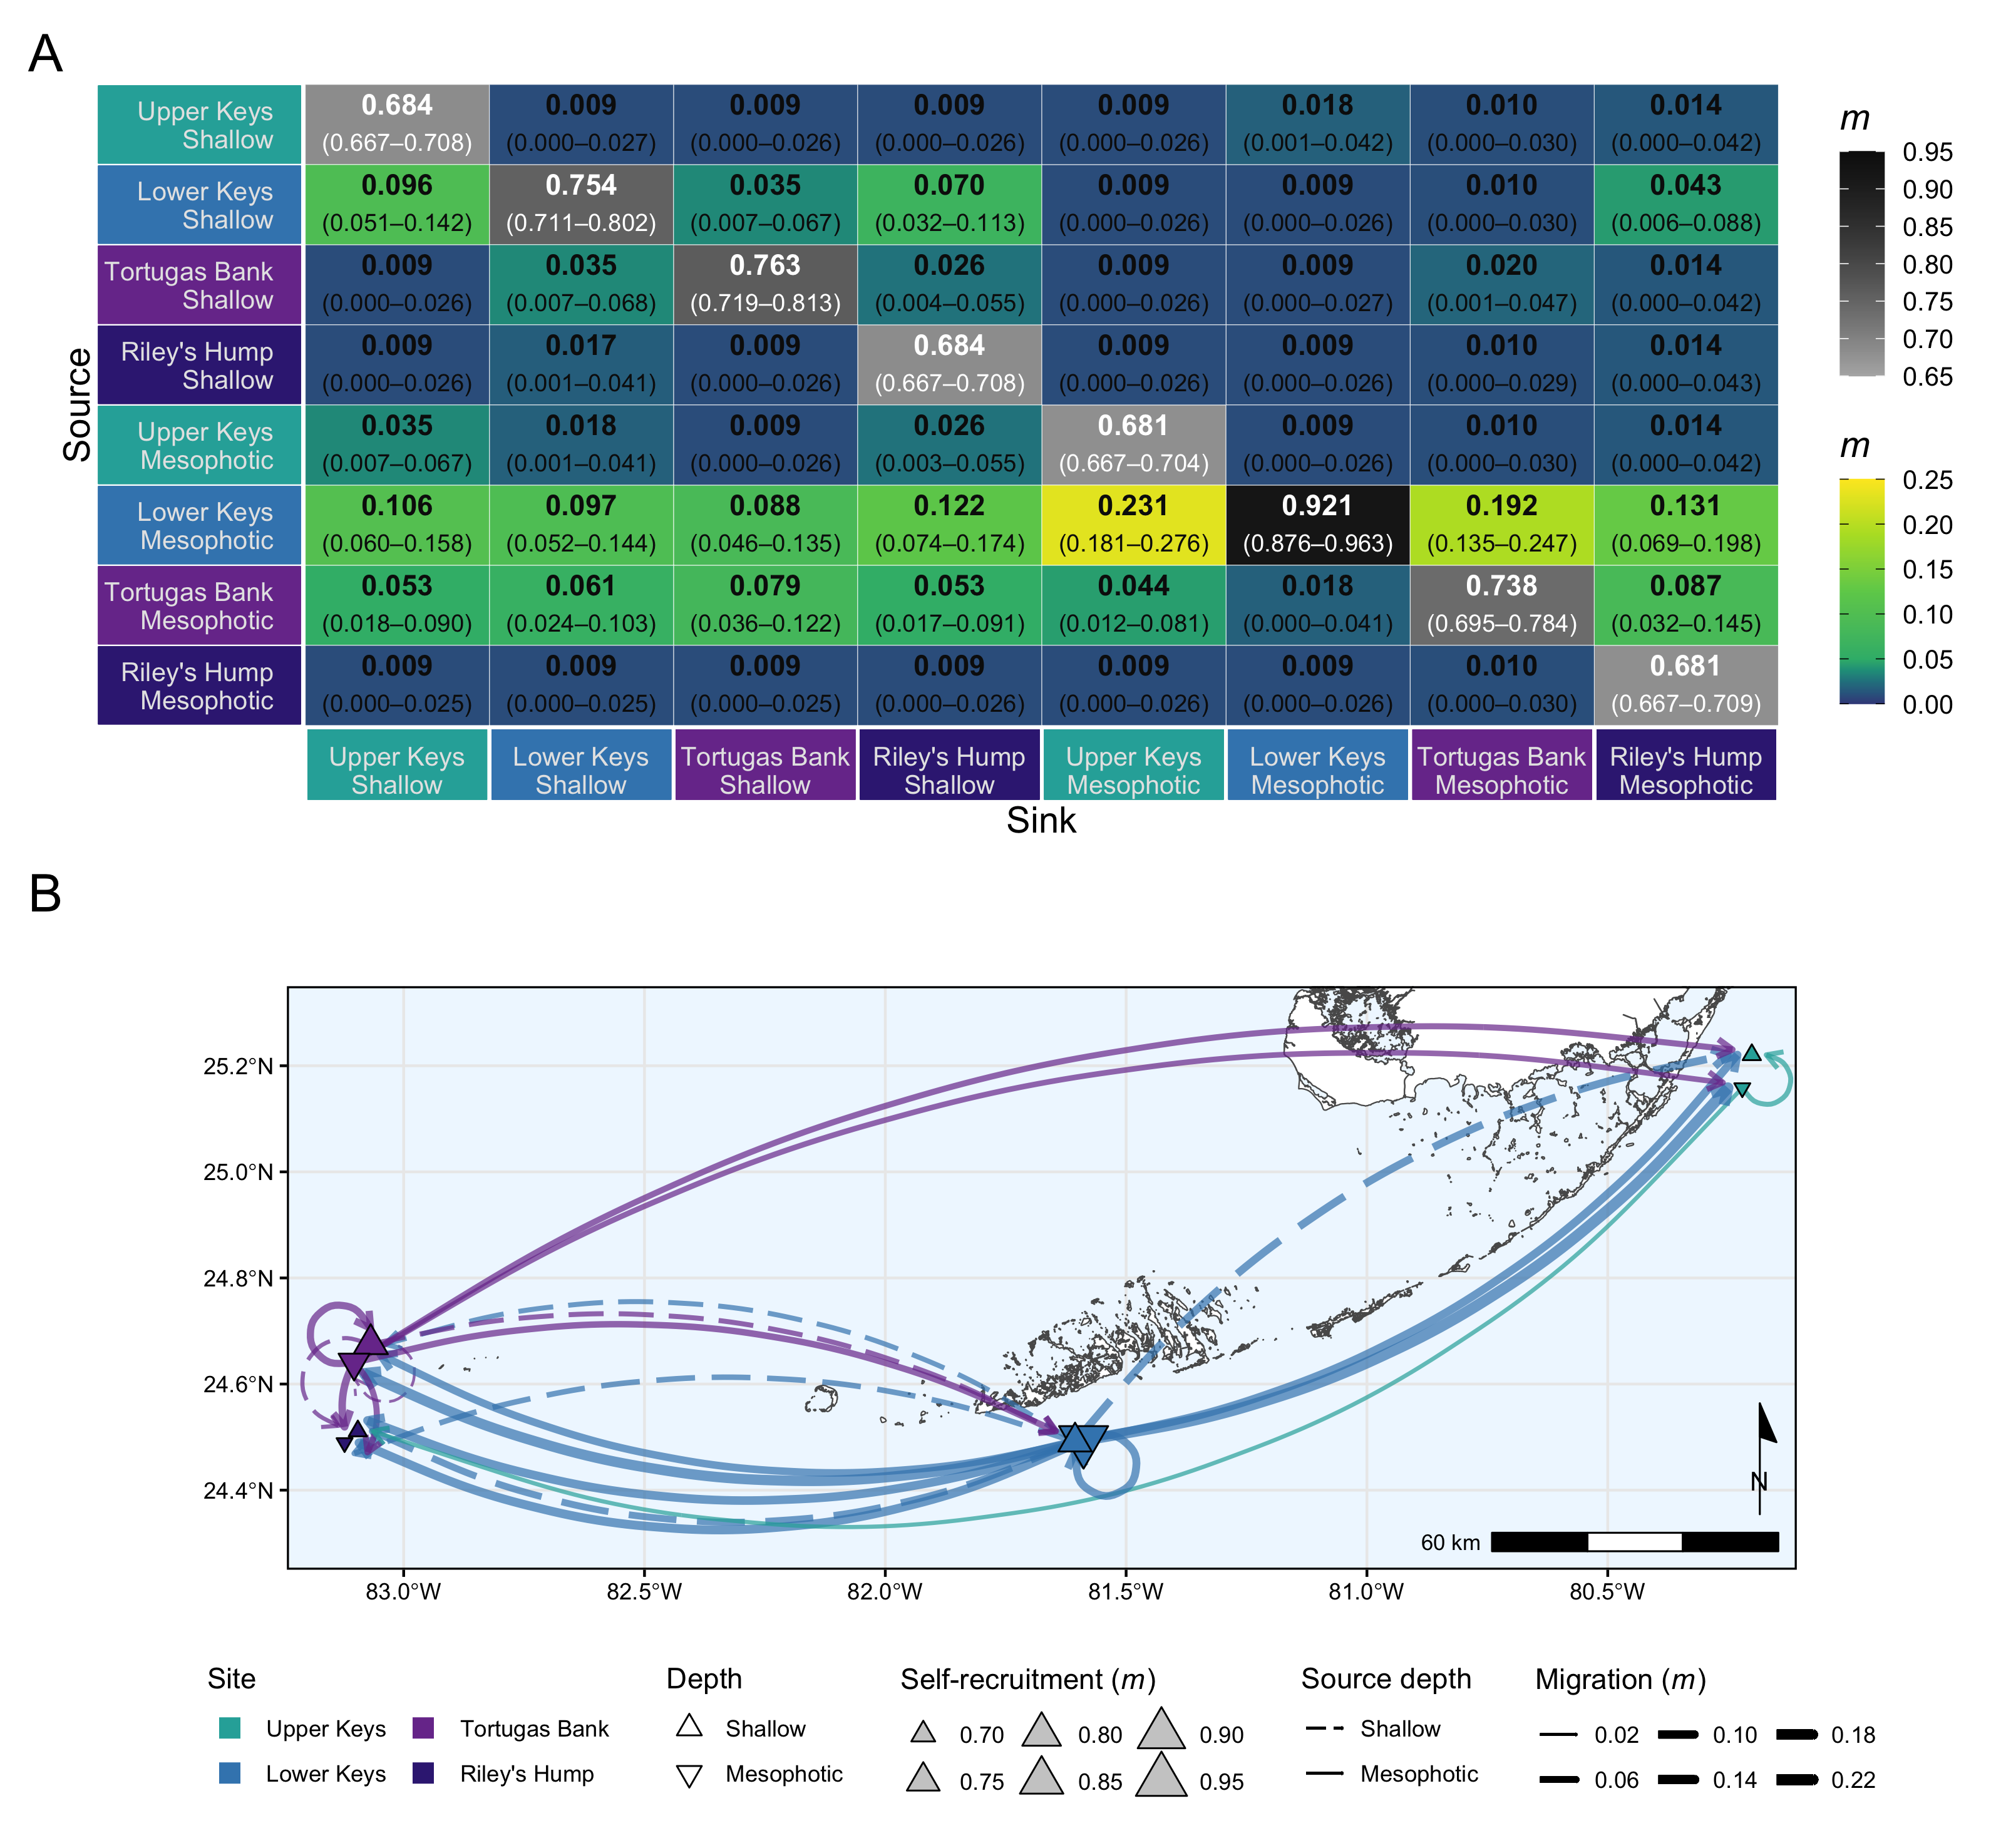 A
Upper Keys
Shallow
0.684 0.009 0.009 0.009 0.009 0.018 0.010 0.014
(0.667–0.708) (0.000–0.027) (0.000–0.026) (0.000–0.026) (0.000–0.026) (0.001–0.042) (0.000–0.030) (0.000–0.042)
Lower Keys
Shallow
0.096 0.754 0.035 0.070 0.009 0.009 0.010 0.043
(0.051–0.142) (0.711–0.802) (0.007–0.067) (0.032–0.113) (0.000–0.026) (0.000–0.026) (0.000–0.030) (0.006–0.088)
Tortugas Bank
Shallow
0.009 0.035 0.763 0.026 0.009 0.009 0.020 0.014
(0.000–0.026) (0.007–0.068) (0.719–0.813) (0.004–0.055) (0.000–0.026) (0.000–0.027) (0.001–0.047) (0.000–0.042)
Riley's Hump
Shallow
0.009 0.017 0.009 0.684 0.009 0.009 0.010 0.014
(0.000–0.026) (0.001–0.041) (0.000–0.026) (0.667–0.708) (0.000–0.026) (0.000–0.026) (0.000–0.029) (0.000–0.043)
Upper Keys
Mesophotic
0.035 0.018 0.009 0.026 0.681 0.009 0.010 0.014
(0.007–0.067) (0.001–0.041) (0.000–0.026) (0.003–0.055) (0.667–0.704) (0.000–0.026) (0.000–0.030) (0.000–0.042)
Lower Keys
Mesophotic
0.106 0.097 0.088 0.122 0.231 0.921 0.192 0.131
(0.060–0.158) (0.052–0.144) (0.046–0.135) (0.074–0.174) (0.181–0.276) (0.876–0.963) (0.135–0.247) (0.069–0.198)
Tortugas Bank
Mesophotic
0.053 0.061 0.079 0.053 0.044 0.018 0.738 0.087
(0.018–0.090) (0.024–0.103) (0.036–0.122) (0.017–0.091) (0.012–0.081) (0.000–0.041) (0.695–0.784) (0.032–0.145)
Riley's Hump
Mesophotic
0.009 0.009 0.009 0.009 0.009 0.009 0.010 0.681
(0.000–0.025) (0.000–0.025) (0.000–0.025) (0.000–0.026) (0.000–0.026) (0.000–0.026) (0.000–0.030) (0.667–0.709)
Source
Upper Keys Lower Keys Tortugas Bank Riley's Hump Upper Keys Lower Keys Tortugas Bank Riley's Hump
Shallow Shallow Shallow Shallow Mesophotic Mesophotic Mesophotic Mesophotic
Sink
m
0.95
0.90
0.85
0.80
0.75
0.70
0.65
m
0.25
0.20
0.15
0.10
0.05
0.00
B
25.2°N
25.0°N
24.8°N
24.6°N
24.4°N
N
60 km
83.0°W 82.5°W 82.0°W 81.5°W 81.0°W 80.5°W
Site
Upper Keys Tortugas Bank
Lower Keys Riley's Hump
Depth
Shallow
Mesophotic
Self-recruitment (m)
0.70 0.80 0.90
0.75 0.85 0.95
Source depth
Shallow
Mesophotic
Migration (m)
0.02 0.10 0.18
0.06 0.14 0.22